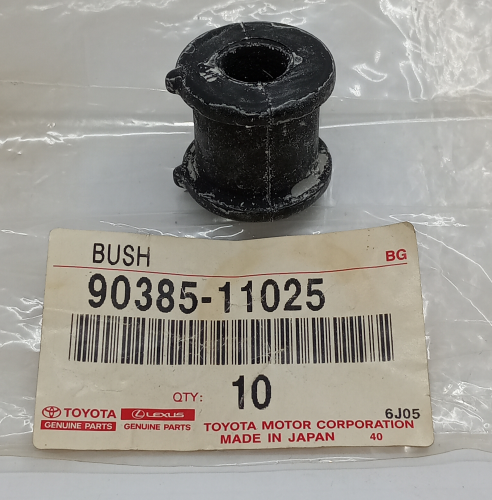 BUSH BG
90385-11025
QTY: 10
6J05
TOYOTA LEXUS TOYOTA MOTOR CORPORATION
GENUINE PARTS GENUINE PARTS MADE IN JAPAN 40